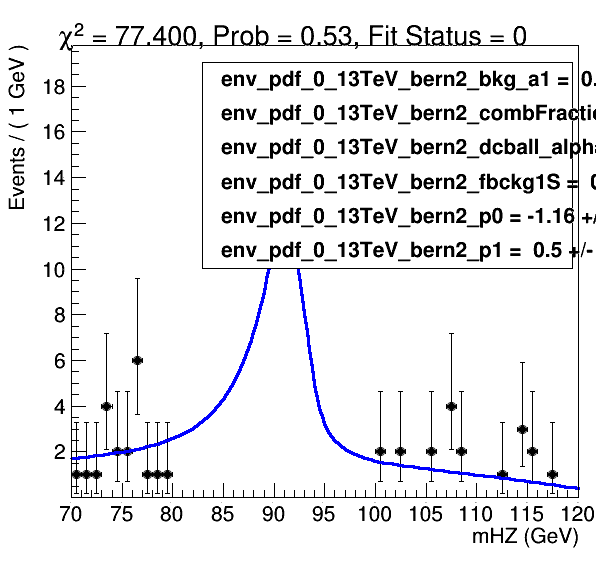 χ² = 77.400, Prob = 0.53, Fit Status = 0
Events / ( 1 GeV )
env_pdf_0_13TeV_bern2_bkg_a1 = 0.
env_pdf_0_13TeV_bern2_combFractio
env_pdf_0_13TeV_bern2_dcball_alpha
env_pdf_0_13TeV_bern2_fbckg1S = 0
env_pdf_0_13TeV_bern2_p0 = -1.16 +/
env_pdf_0_13TeV_bern2_p1 = 0.5 +/-
18
16
14
12
10
8
6
4
2
70 75 80 85 90 95 100 105 110 115 120
mHZ (GeV)